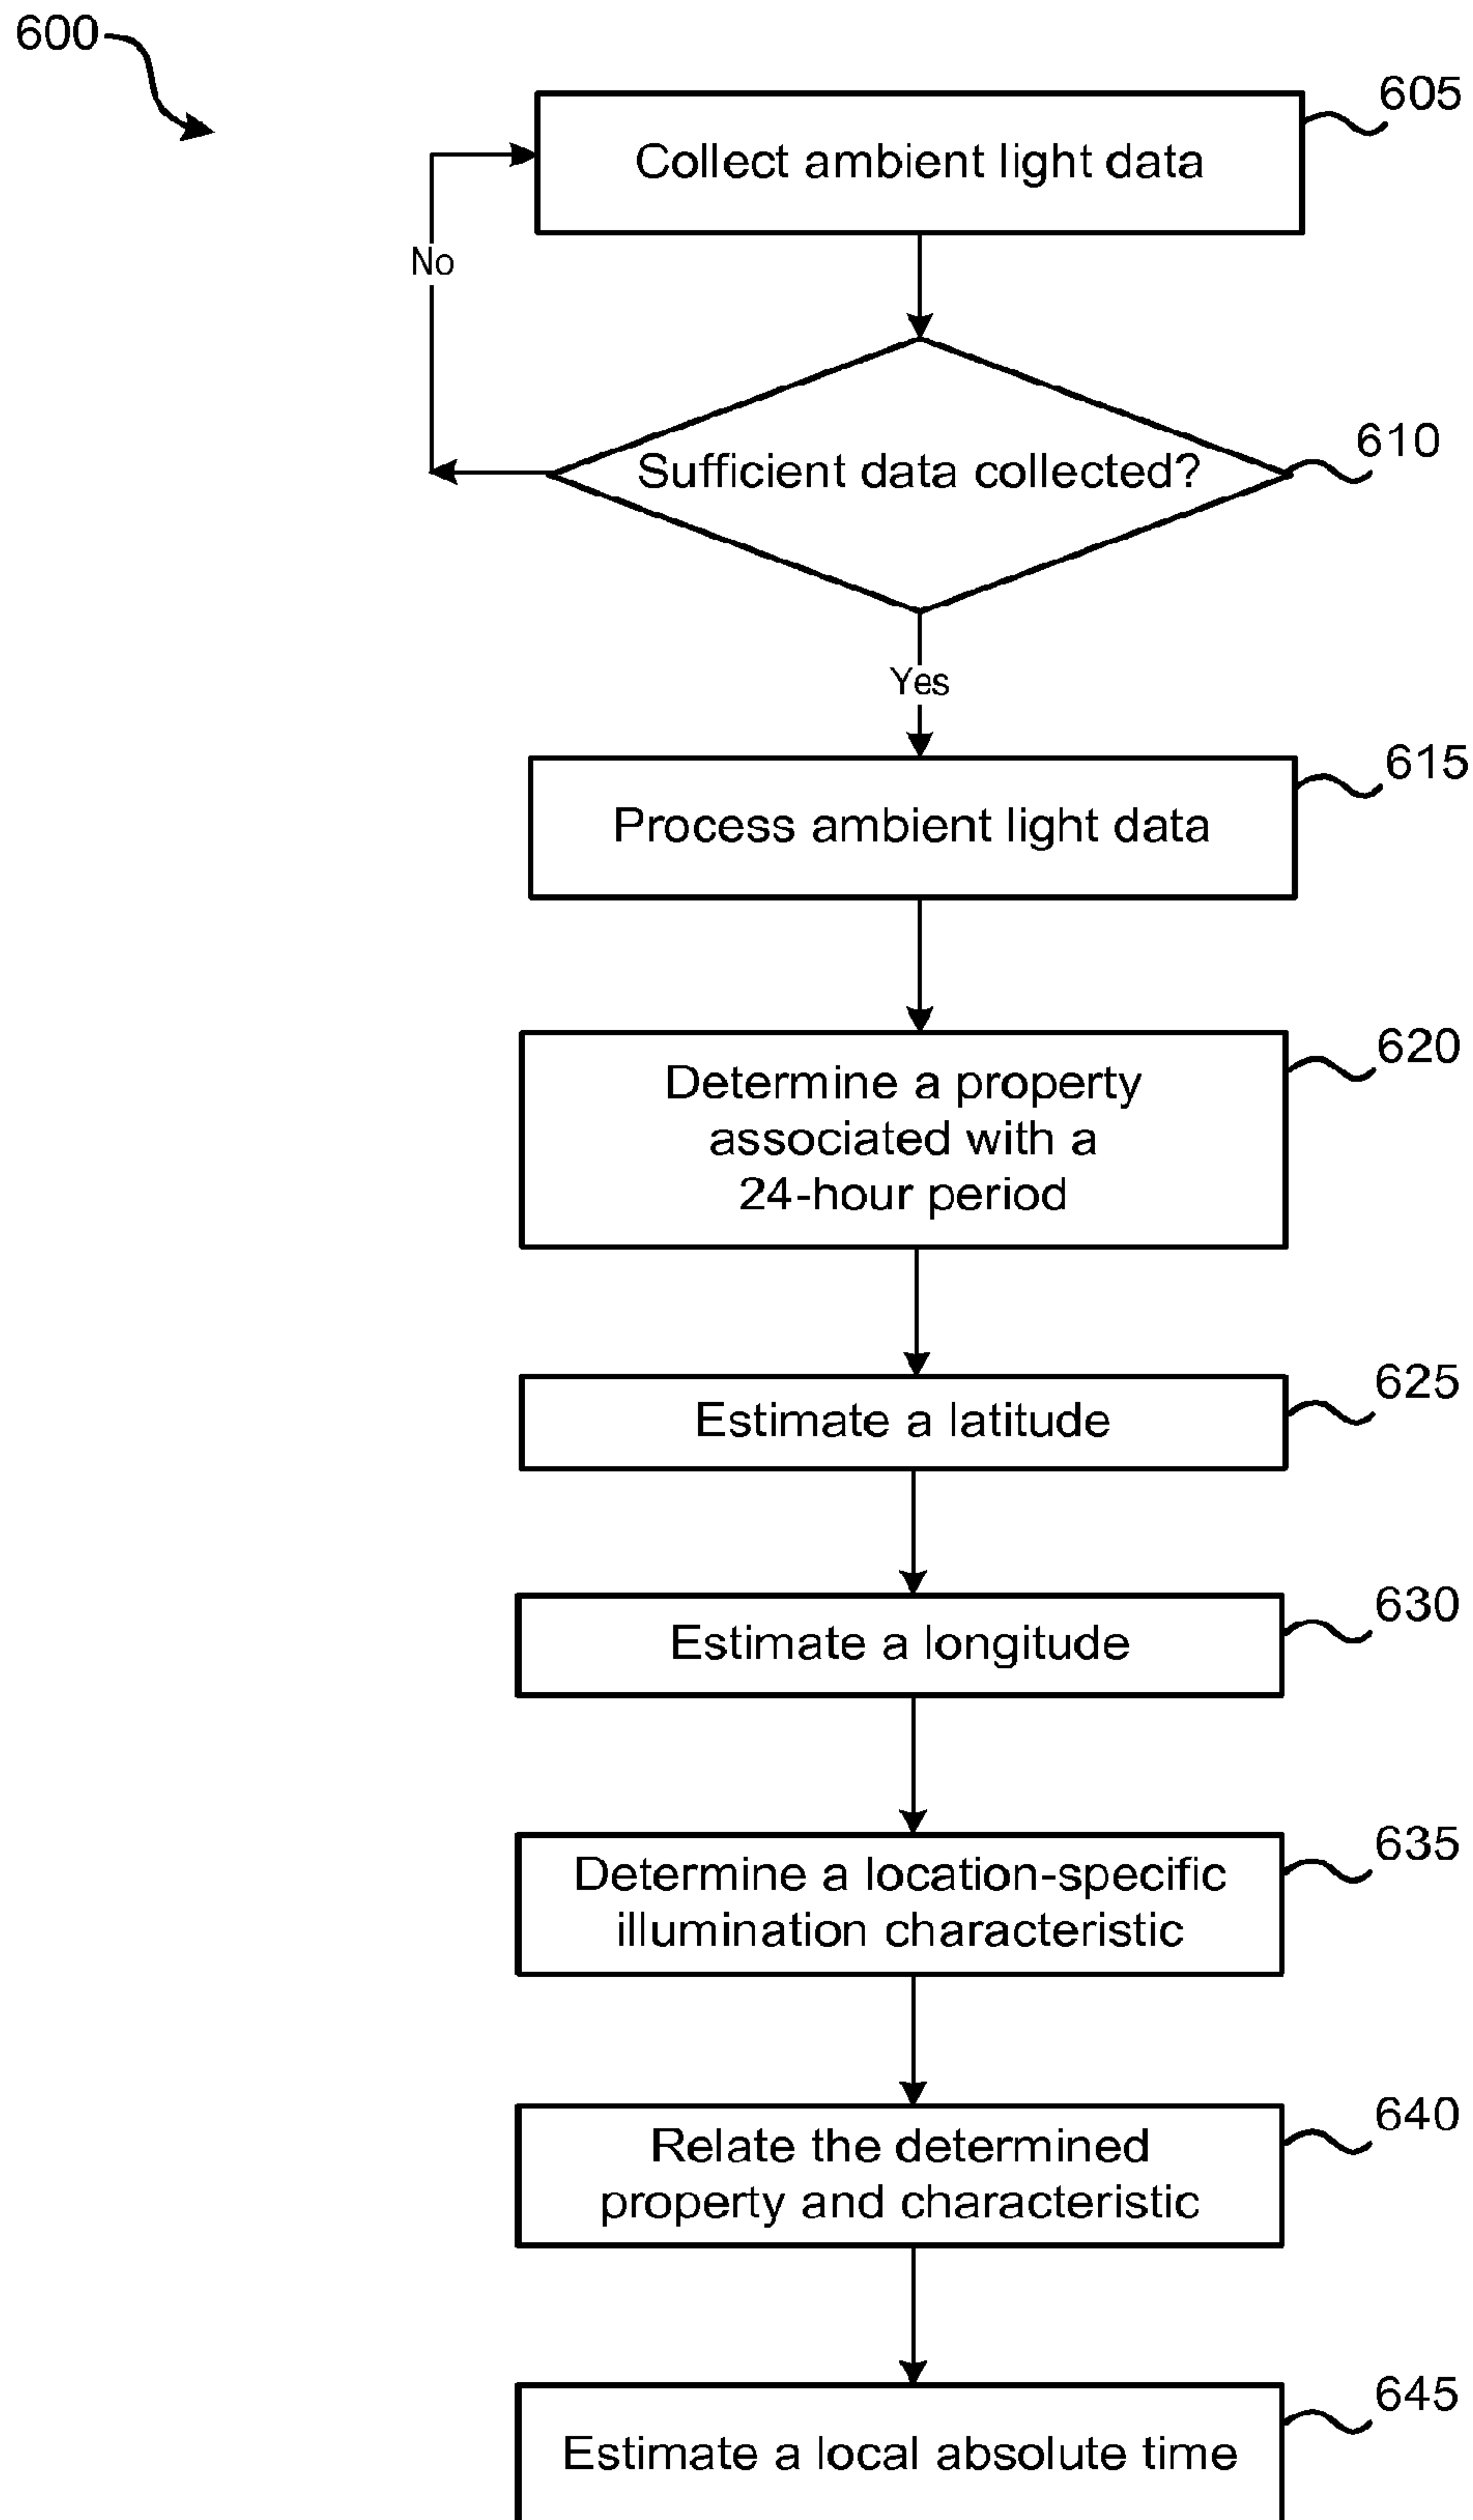 600
605
Collect ambient light data
No
610
Sufficient data collected?
Yes
615
Process ambient light data
620
Determine a property
associated with a
24-hour period
625
Estimate a latitude
630
Estimate a longitude
635
Determine a location-specific
illumination characteristic
640
Relate the determined
property and characteristic
645
Estimate a local absolute time